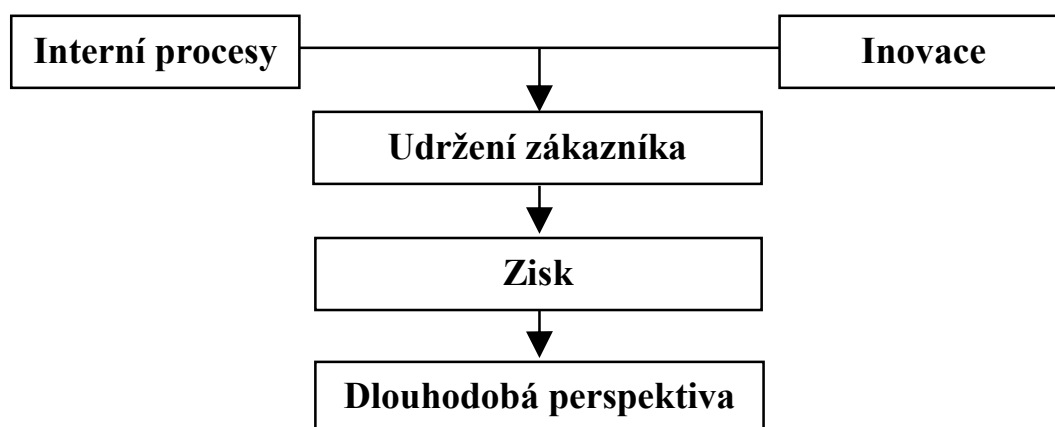 Interní procesy
Inovace
Udržení zákazníka
Zisk
Dlouhodobá perspektiva